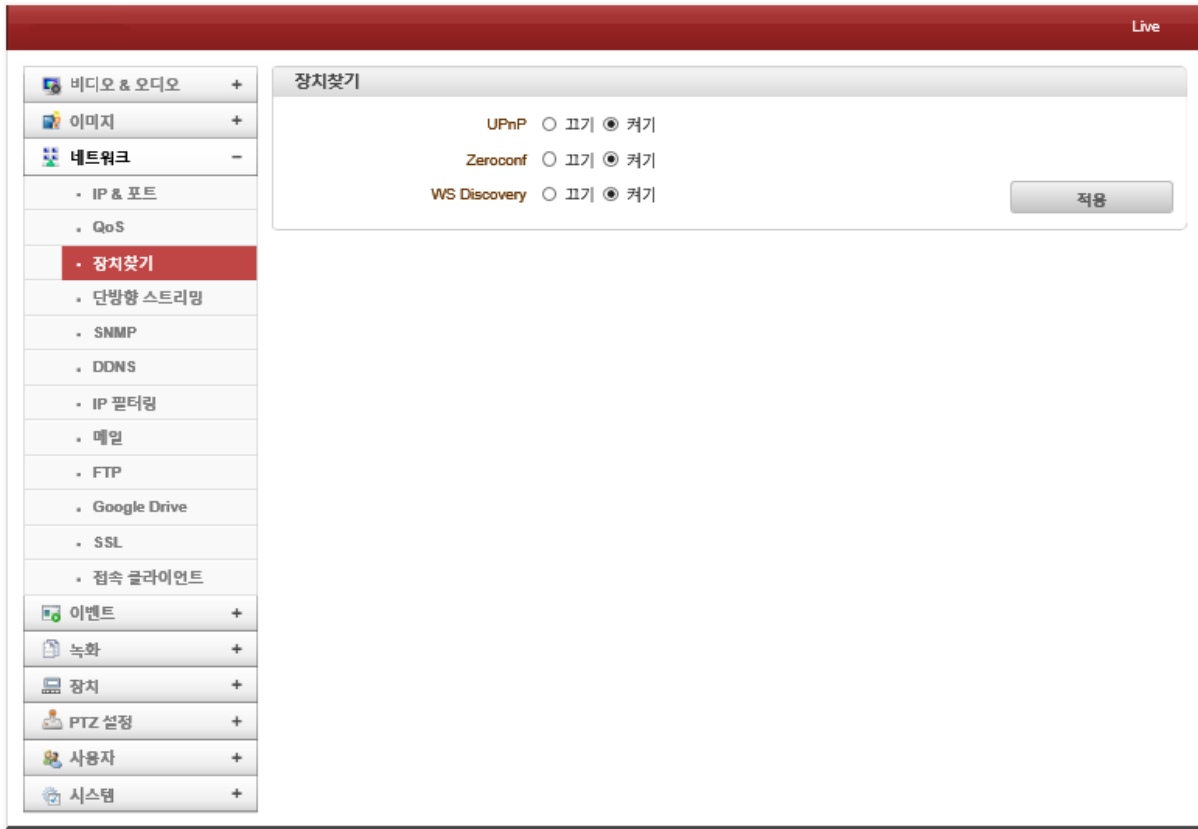 Live
비디오 & 오디오 +
이미지 +
네트워크 -
IP & 포트
QoS
장치찾기
단방향 스트리밍
SNMP
DDNS
IP 필터링
메일
FTP
Google Drive
SSL
접속 클라이언트
이벤트 +
녹화 +
장치 +
PTZ 설정 +
사용자 +
시스템 +
장치찾기
UPnP 끄기 켜기
Zeroconf 끄기 켜기
WS Discovery 끄기 켜기
적용